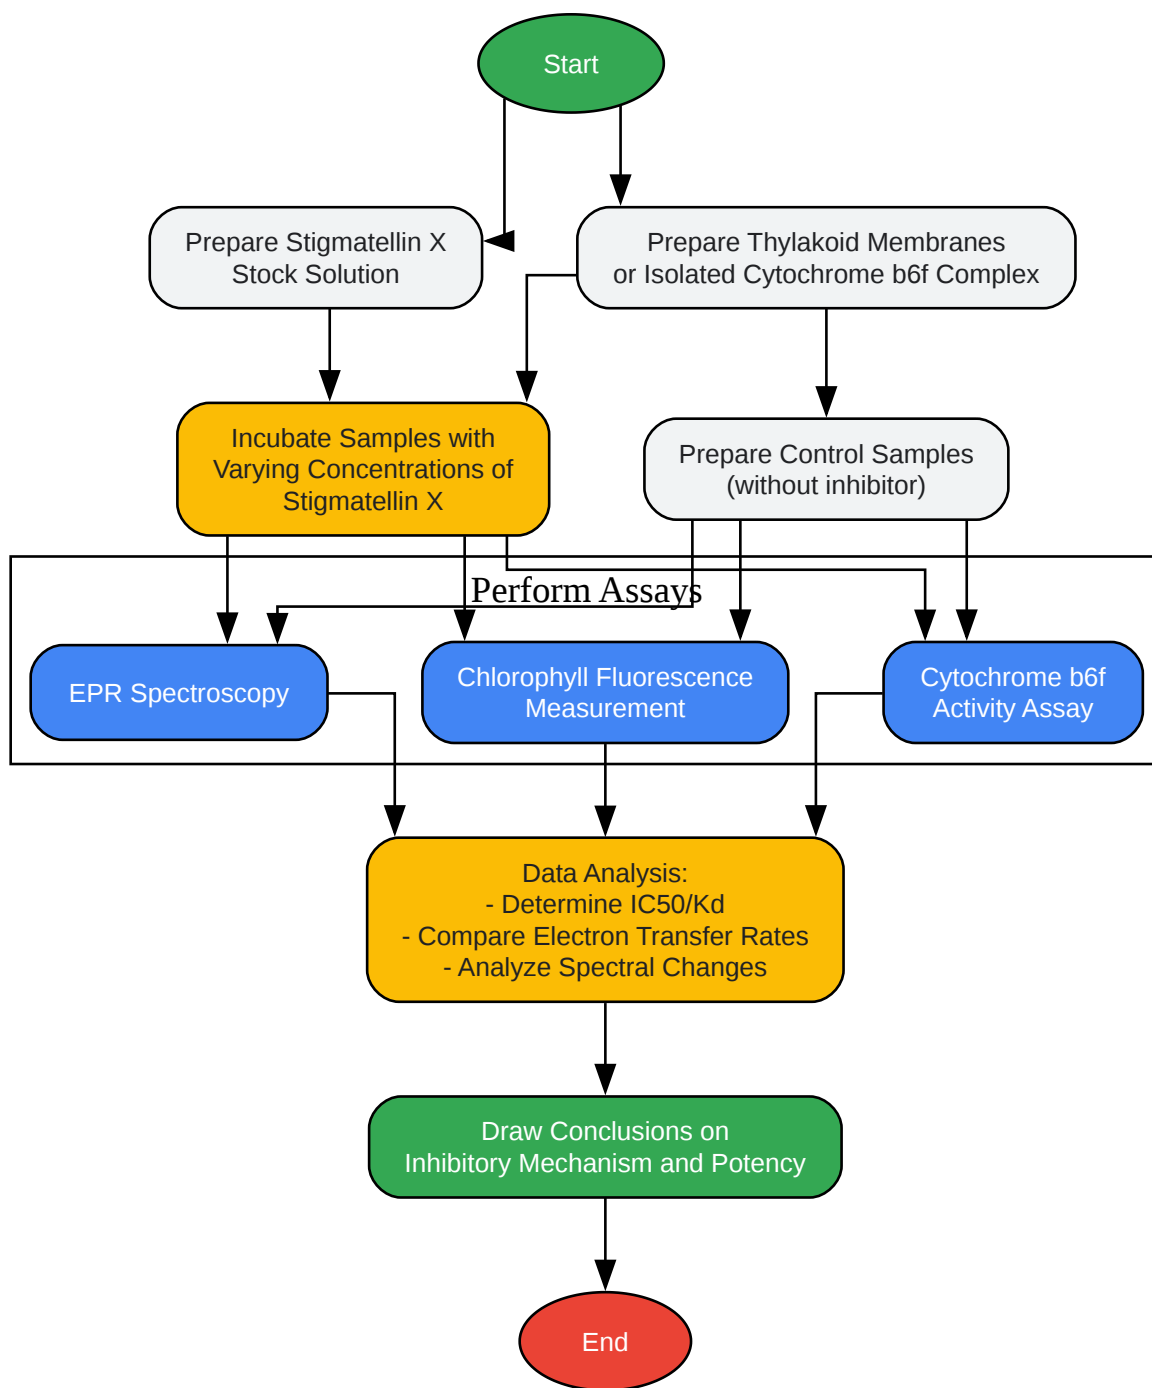 Start
Prepare Stigmatellin X
Stock Solution
Prepare Thylakoid Membranes
or Isolated Cytochrome b6f Complex
Incubate Samples with
Varying Concentrations of
Stigmatellin X
Prepare Control Samples
(without inhibitor)
Perform Assays
EPR Spectroscopy
Chlorophyll Fluorescence
Measurement
Cytochrome b6f
Activity Assay
Data Analysis:
- Determine IC50/Kd
- Compare Electron Transfer Rates
- Analyze Spectral Changes
Draw Conclusions on
Inhibitory Mechanism and Potency
End